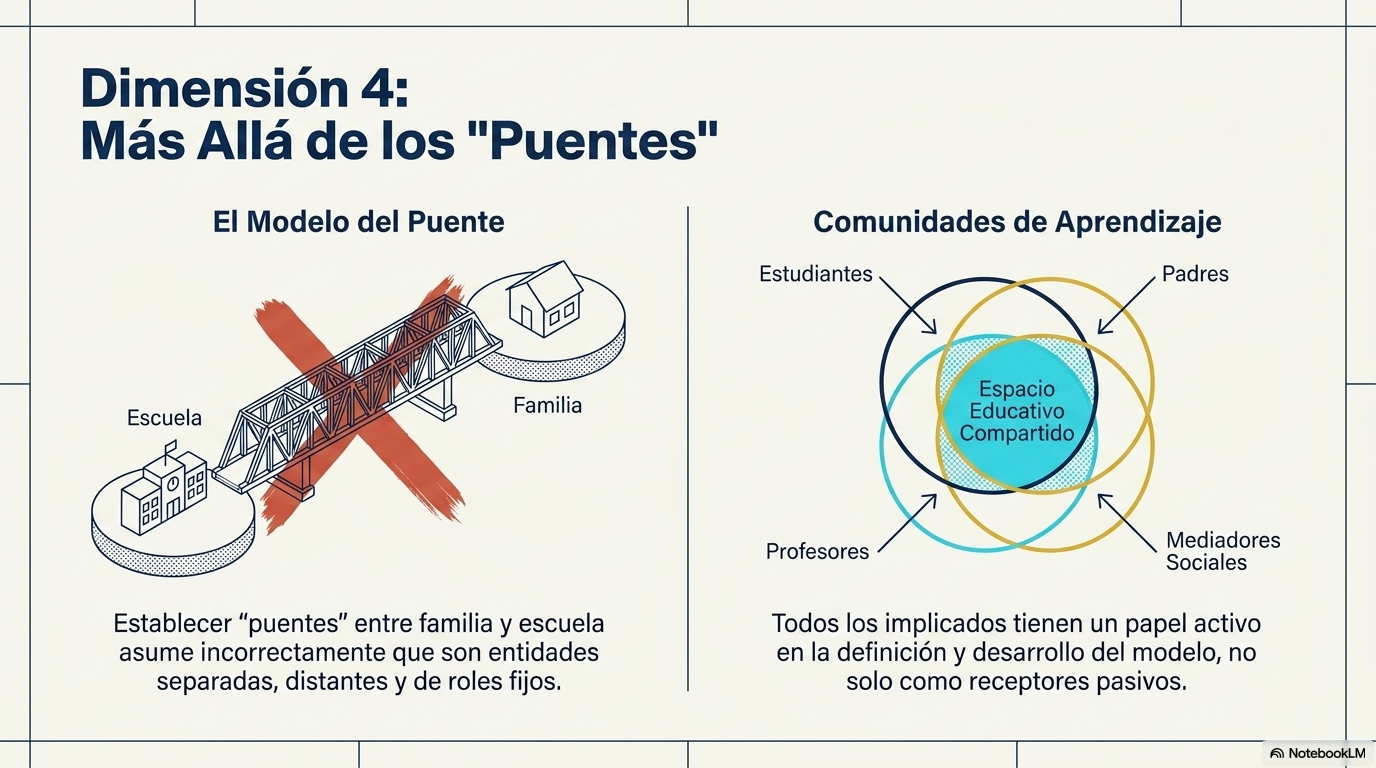 Dimensión 4:
Más Allá de los "Puentes"
El Modelo del Puente
Escuela
Familia
Establecer “puentes” entre familia y escuela
asume incorrectamente que son entidades
separadas, distantes y de roles fijos.
Comunidades de Aprendizaje
Estudiantes
Padres
Espacio
Educativo
Compartido
Profesores
Mediadores
Sociales
Todos los implicados tienen un papel activo
en la definición y desarrollo del modelo, no
solo como receptores pasivos.
NotebookLM